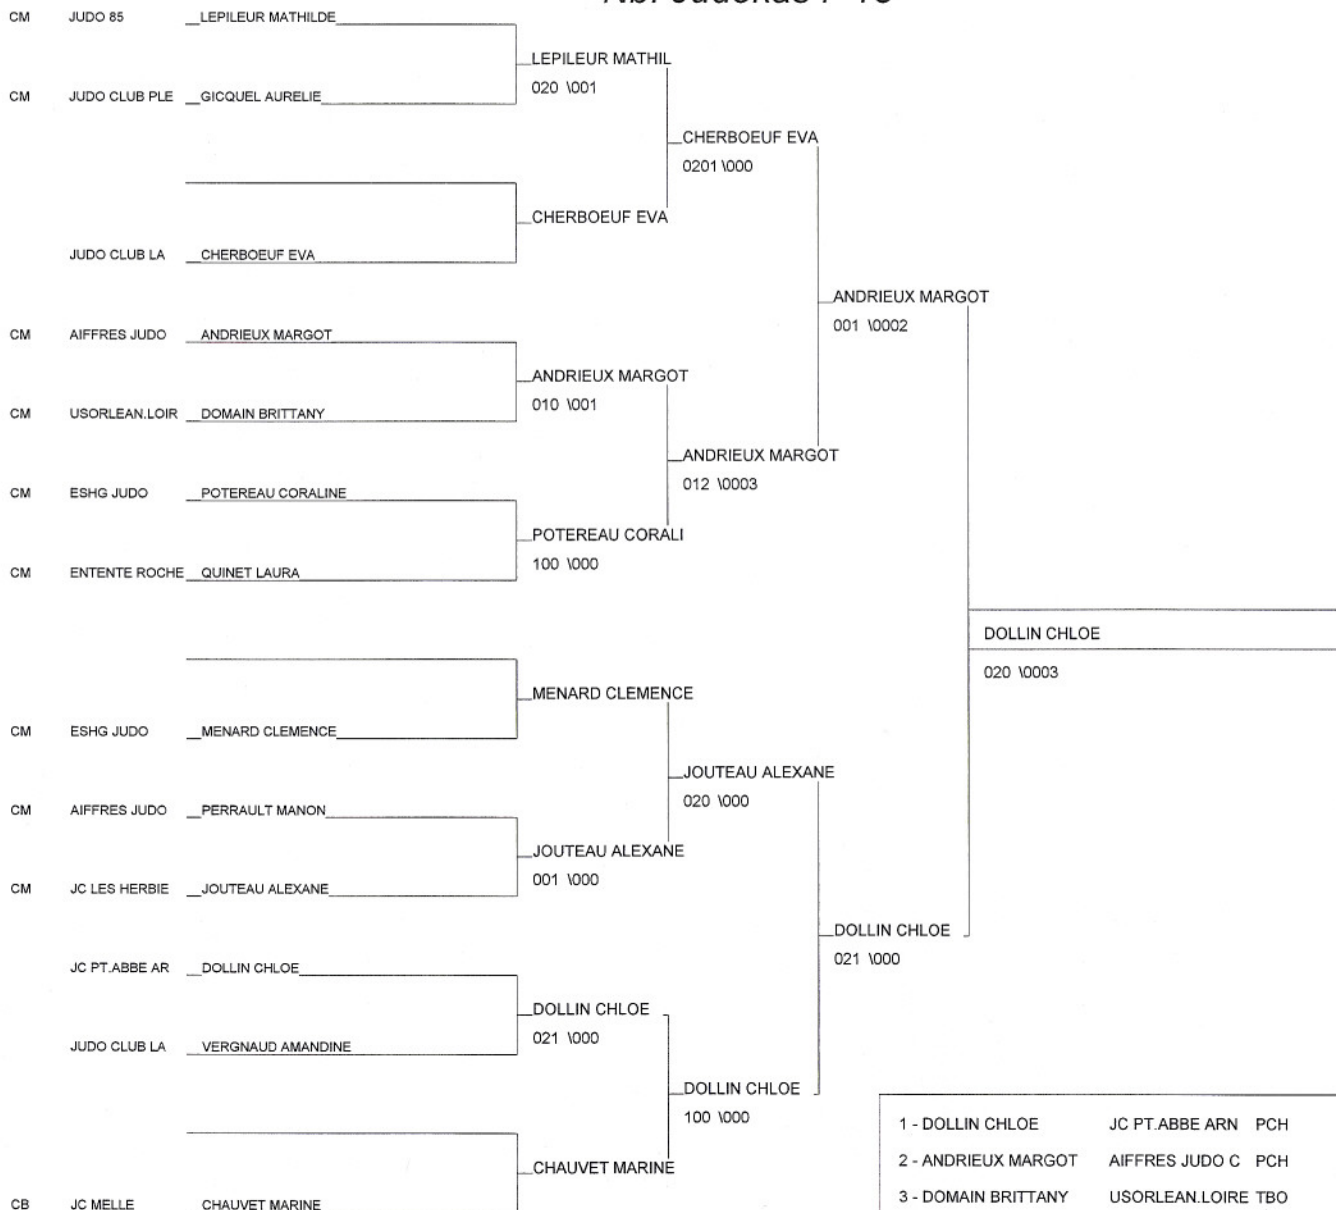 CM JUDO 85 LEPILEUR MATHILDE
LEPILEUR MATHIL
020 \001
CM JUDO CLUB PLE GICQUEL AURELIE
CHERBOEUF EVA
0201 \000
CHERBOEUF EVA
JUDO CLUB LA CHERBOEUF EVA
ANDRIEUX MARGOT
001 \0002
CM AIFFRES JUDO ANDRIEUX MARGOT
ANDRIEUX MARGOT
010 \001
CM USORLEAN.LOIR DOMAIN BRITTANY
ANDRIEUX MARGOT
012 \0003
CM ESHG JUDO POTEREAU CORALINE
POTEREAU CORALI
100 \000
CM ENTENTE ROCHE QUINET LAURA
DOLLIN CHLOE
020 \0003
MENARD CLEMENCE
CM ESHG JUDO MENARD CLEMENCE
JOUTEAU ALEXANE
020 \000
CM AIFFRES JUDO PERRAULT MANON
JOUTEAU ALEXANE
001 \000
CM JC LES HERBIE JOUTEAU ALEXANE
DOLLIN CHLOE
021 \000
JC PT.ABBE AR DOLLIN CHLOE
DOLLIN CHLOE
021 \000
JUDO CLUB LA VERGNAUD AMANDINE
DOLLIN CHLOE
100 \000
CHAUVET MARINE
CB JC MELLE CHAUVET MARINE
1 - DOLLIN CHLOE JC PT.ABBE ARN PCH
2 - ANDRIEUX MARGOT AIFFRES JUDO C PCH
3 - DOMAIN BRITTANY USORLEAN.LOIRE TBO